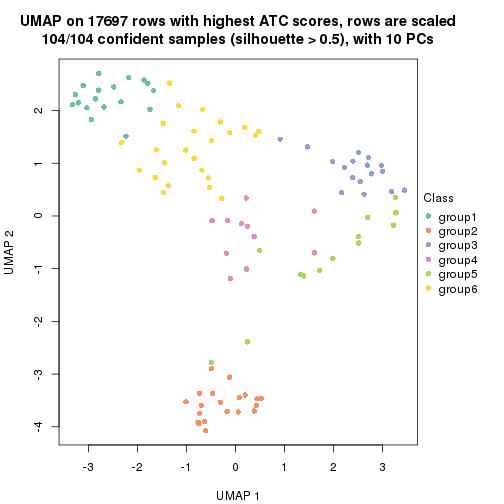 UMAP on 17697 rows with highest ATC scores, rows are scaled
104/104 confident samples (silhouette > 0.5), with 10 PCs
2
1
0
-1
-2
-3
-4
UMAP 2
-3
-2
-1
0
1
2
3
UMAP 1
Class
group1
group2
group3
group4
group5
group6